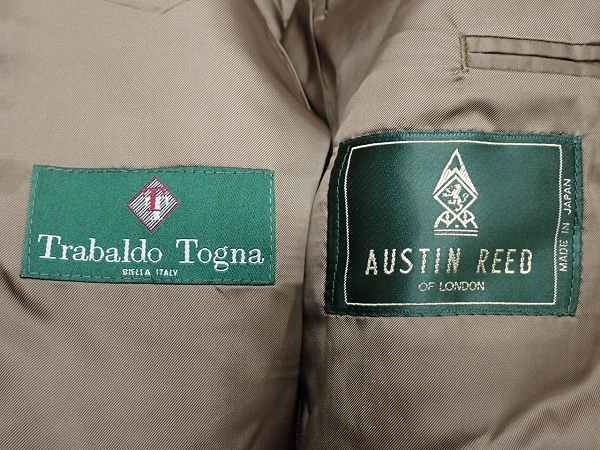 T
Trabaldo Togna
BIELLA ITALY
AUSTIN REED
OF LONDON
MADE IN JAPAN